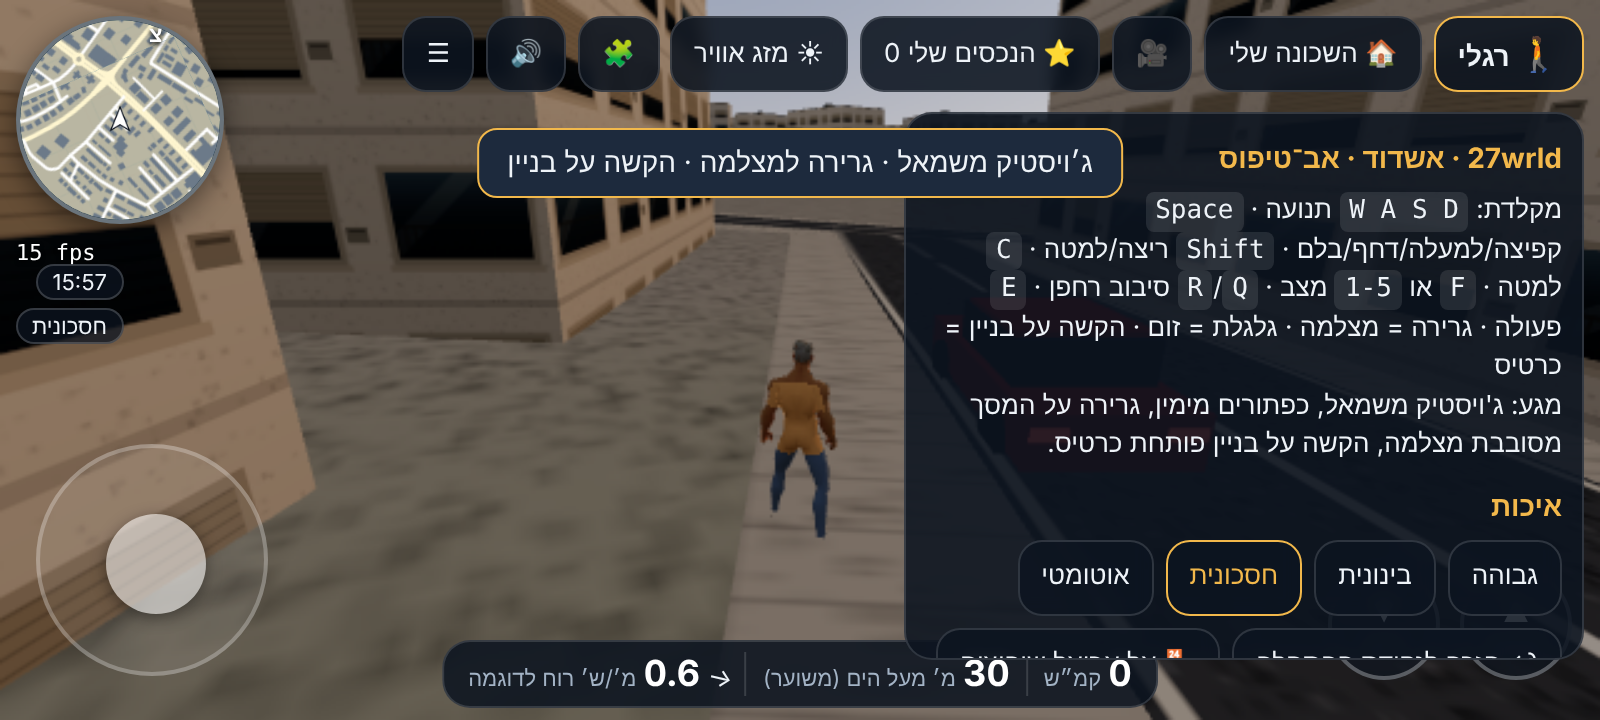 רגלי
השכונה שלי
הנכסים שלי 0
מזג אוויר
צ
15 fps
15:57
חסכונית
ג׳ויסטיק משמאל · גרירה למצלמה · הקשה על בניין
27wrld · אשדוד · אב־טיפוס
מקלדת: W A S D תנועה · Space
קפיצה/למעלה/דחף/בלם · Shift ריצה/למטה · C
למטה · F או 1-5 מצב · R/Q סיבוב רחפן · E
פעולה · גרירה = מצלמה · גלגלת = זום · הקשה על בניין =
כרטיס
מגע: ג'ויסטיק משמאל, כפתורים מימין, גרירה על המסך
מסובבת מצלמה, הקשה על בניין פותחת כרטיס.
איכות
גבוהה
בינונית
חסכונית
אוטומטי
0 קמ״ש
30 מ׳ מעל הים (משוער)
0.6 מ׳/ש׳ רוח לדוגמה